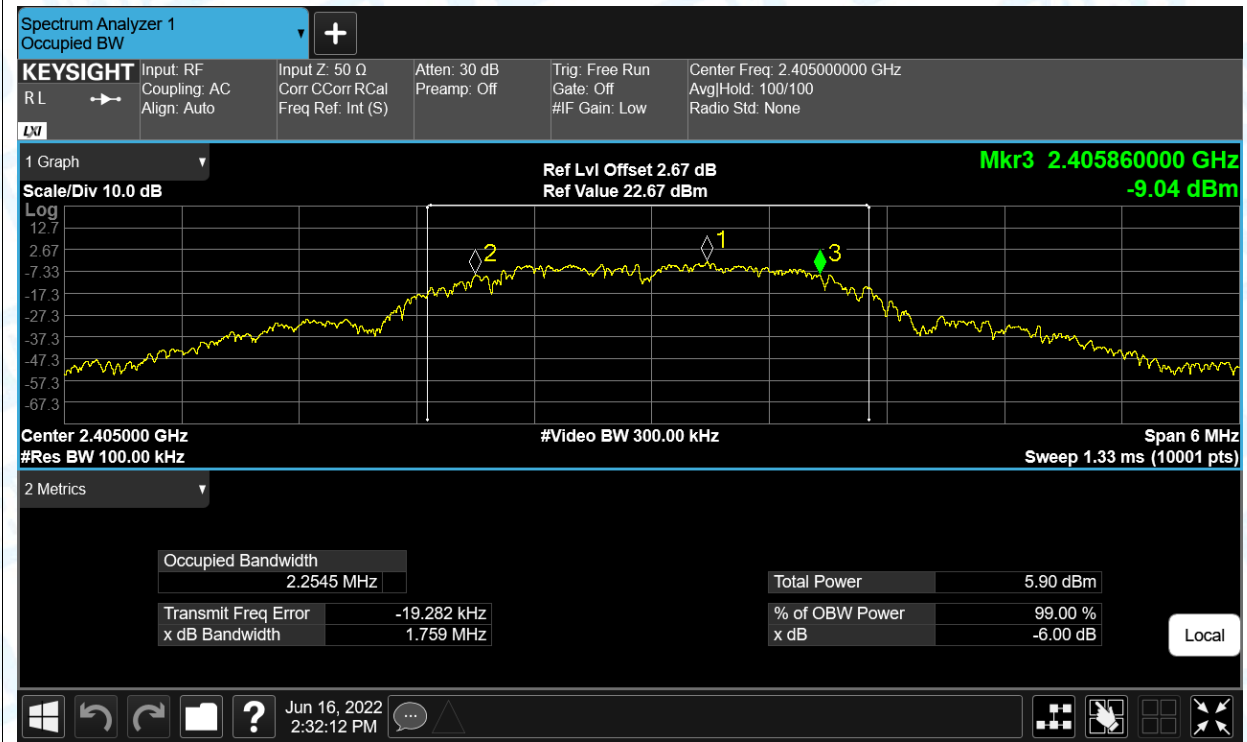 Spectrum Analyzer 1
Occupied BW
KEYSIGHT
R L
LXI
Input: RF
Coupling: AC
Align: Auto
Input Z: 50 Ω
Corr CCorr RCal
Freq Ref: Int (S)
Atten: 30 dB
Preamp: Off
Trig: Free Run
Gate: Off
#IF Gain: Low
Center Freq: 2.405000000 GHz
Avg|Hold: 100/100
Radio Std: None
1 Graph
Scale/Div 10.0 dB
Ref Lvl Offset 2.67 dB
Ref Value 22.67 dBm
Mkr3 2.405860000 GHz
-9.04 dBm
Log
12.7
2.67
-7.33
-17.3
-27.3
-37.3
-47.3
-57.3
-67.3
2
1
3
Center 2.405000 GHz
#Res BW 100.00 kHz
#Video BW 300.00 kHz
Span 6 MHz
Sweep 1.33 ms (10001 pts)
2 Metrics
Occupied Bandwidth
2.2545 MHz
Transmit Freq Error -19.282 kHz
x dB Bandwidth 1.759 MHz
Total Power 5.90 dBm
% of OBW Power 99.00 %
x dB -6.00 dB
Local
?
Jun 16, 2022
2:32:12 PM